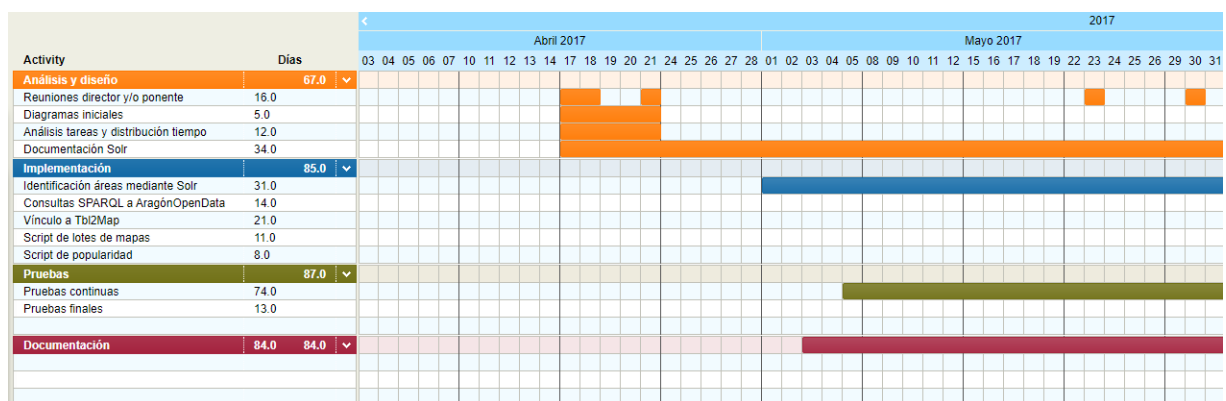 2017
Abril 2017 Mayo 2017
Activity Días 03 04 05 06 07 10 11 12 13 14 17 18 19 20 21 24 25 26 27 28 01 02 03 04 05 08 09 10 11 12 15 16 17 18 19 22 23 24 25 26 29 30 31
Análisis y diseño 67.0
Reuniones director y/o ponente 16.0
Diagramas iniciales 5.0
Análisis tareas y distribución tiempo 12.0
Documentación Solr 34.0
Implementación 85.0
Identificación áreas mediante Solr 31.0
Consultas SPARQL a AragónOpenData 14.0
Vínculo a Tbl2Map 21.0
Script de lotes de mapas 11.0
Script de popularidad 8.0
Pruebas 87.0
Pruebas continuas 74.0
Pruebas finales 13.0
Documentación 84.0 84.0